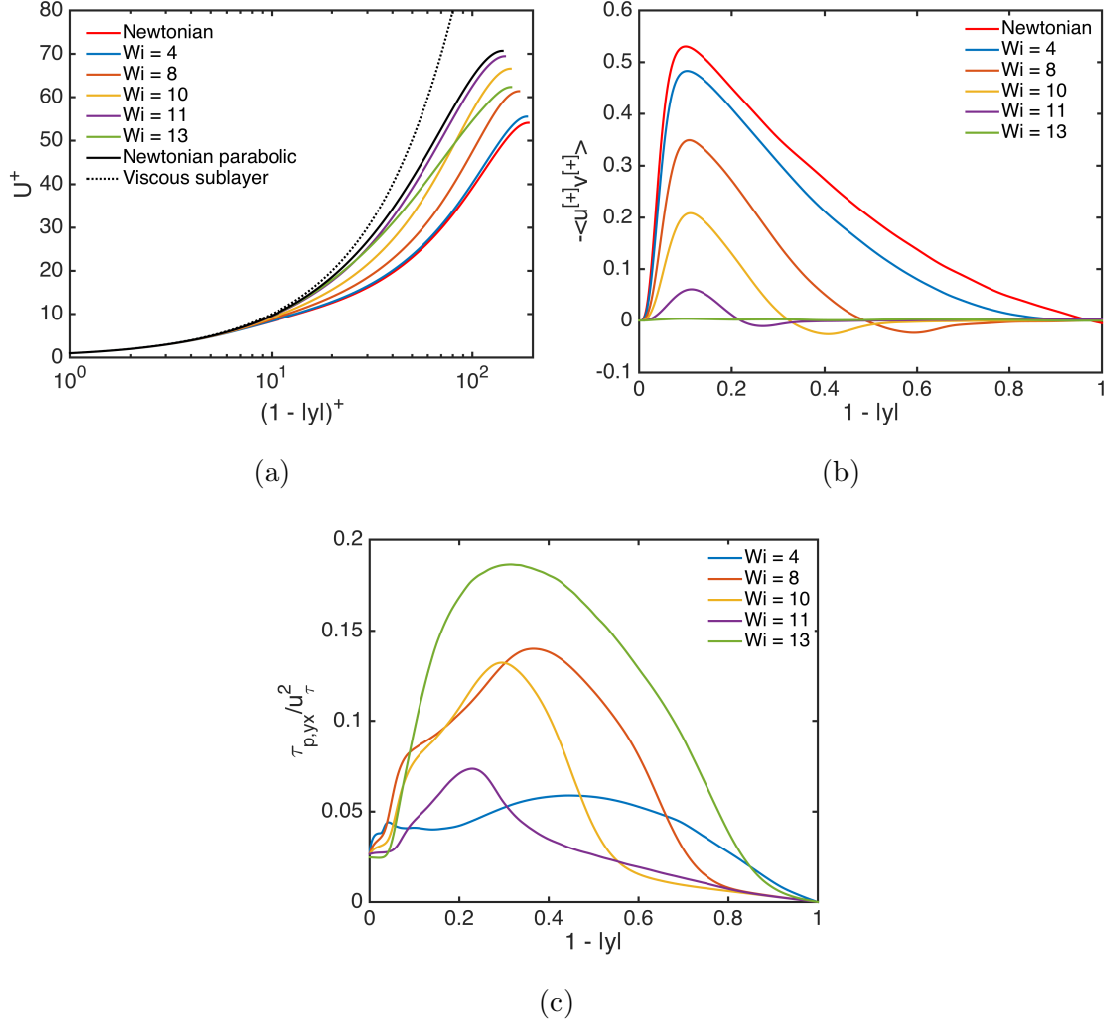 80
70
60
50
40
30
20
10
0
U+
Newtonian
Wi = 4
Wi = 8
Wi = 10
Wi = 11
Wi = 13
Newtonian parabolic
Viscous sublayer
10^0
10^1
10^2
(1 - |y|)+
(a)
0.6
0.5
0.4
0.3
0.2
0.1
0
-0.1
-<u[+]v[+]>
Newtonian
Wi = 4
Wi = 8
Wi = 10
Wi = 11
Wi = 13
0 0.2 0.4 0.6 0.8 1
1 - |y|
(b)
0.2
0.15
0.1
0.05
0
τp,yx/uτ2
Wi = 4
Wi = 8
Wi = 10
Wi = 11
Wi = 13
0 0.2 0.4 0.6 0.8 1
1 - |y|
(c)